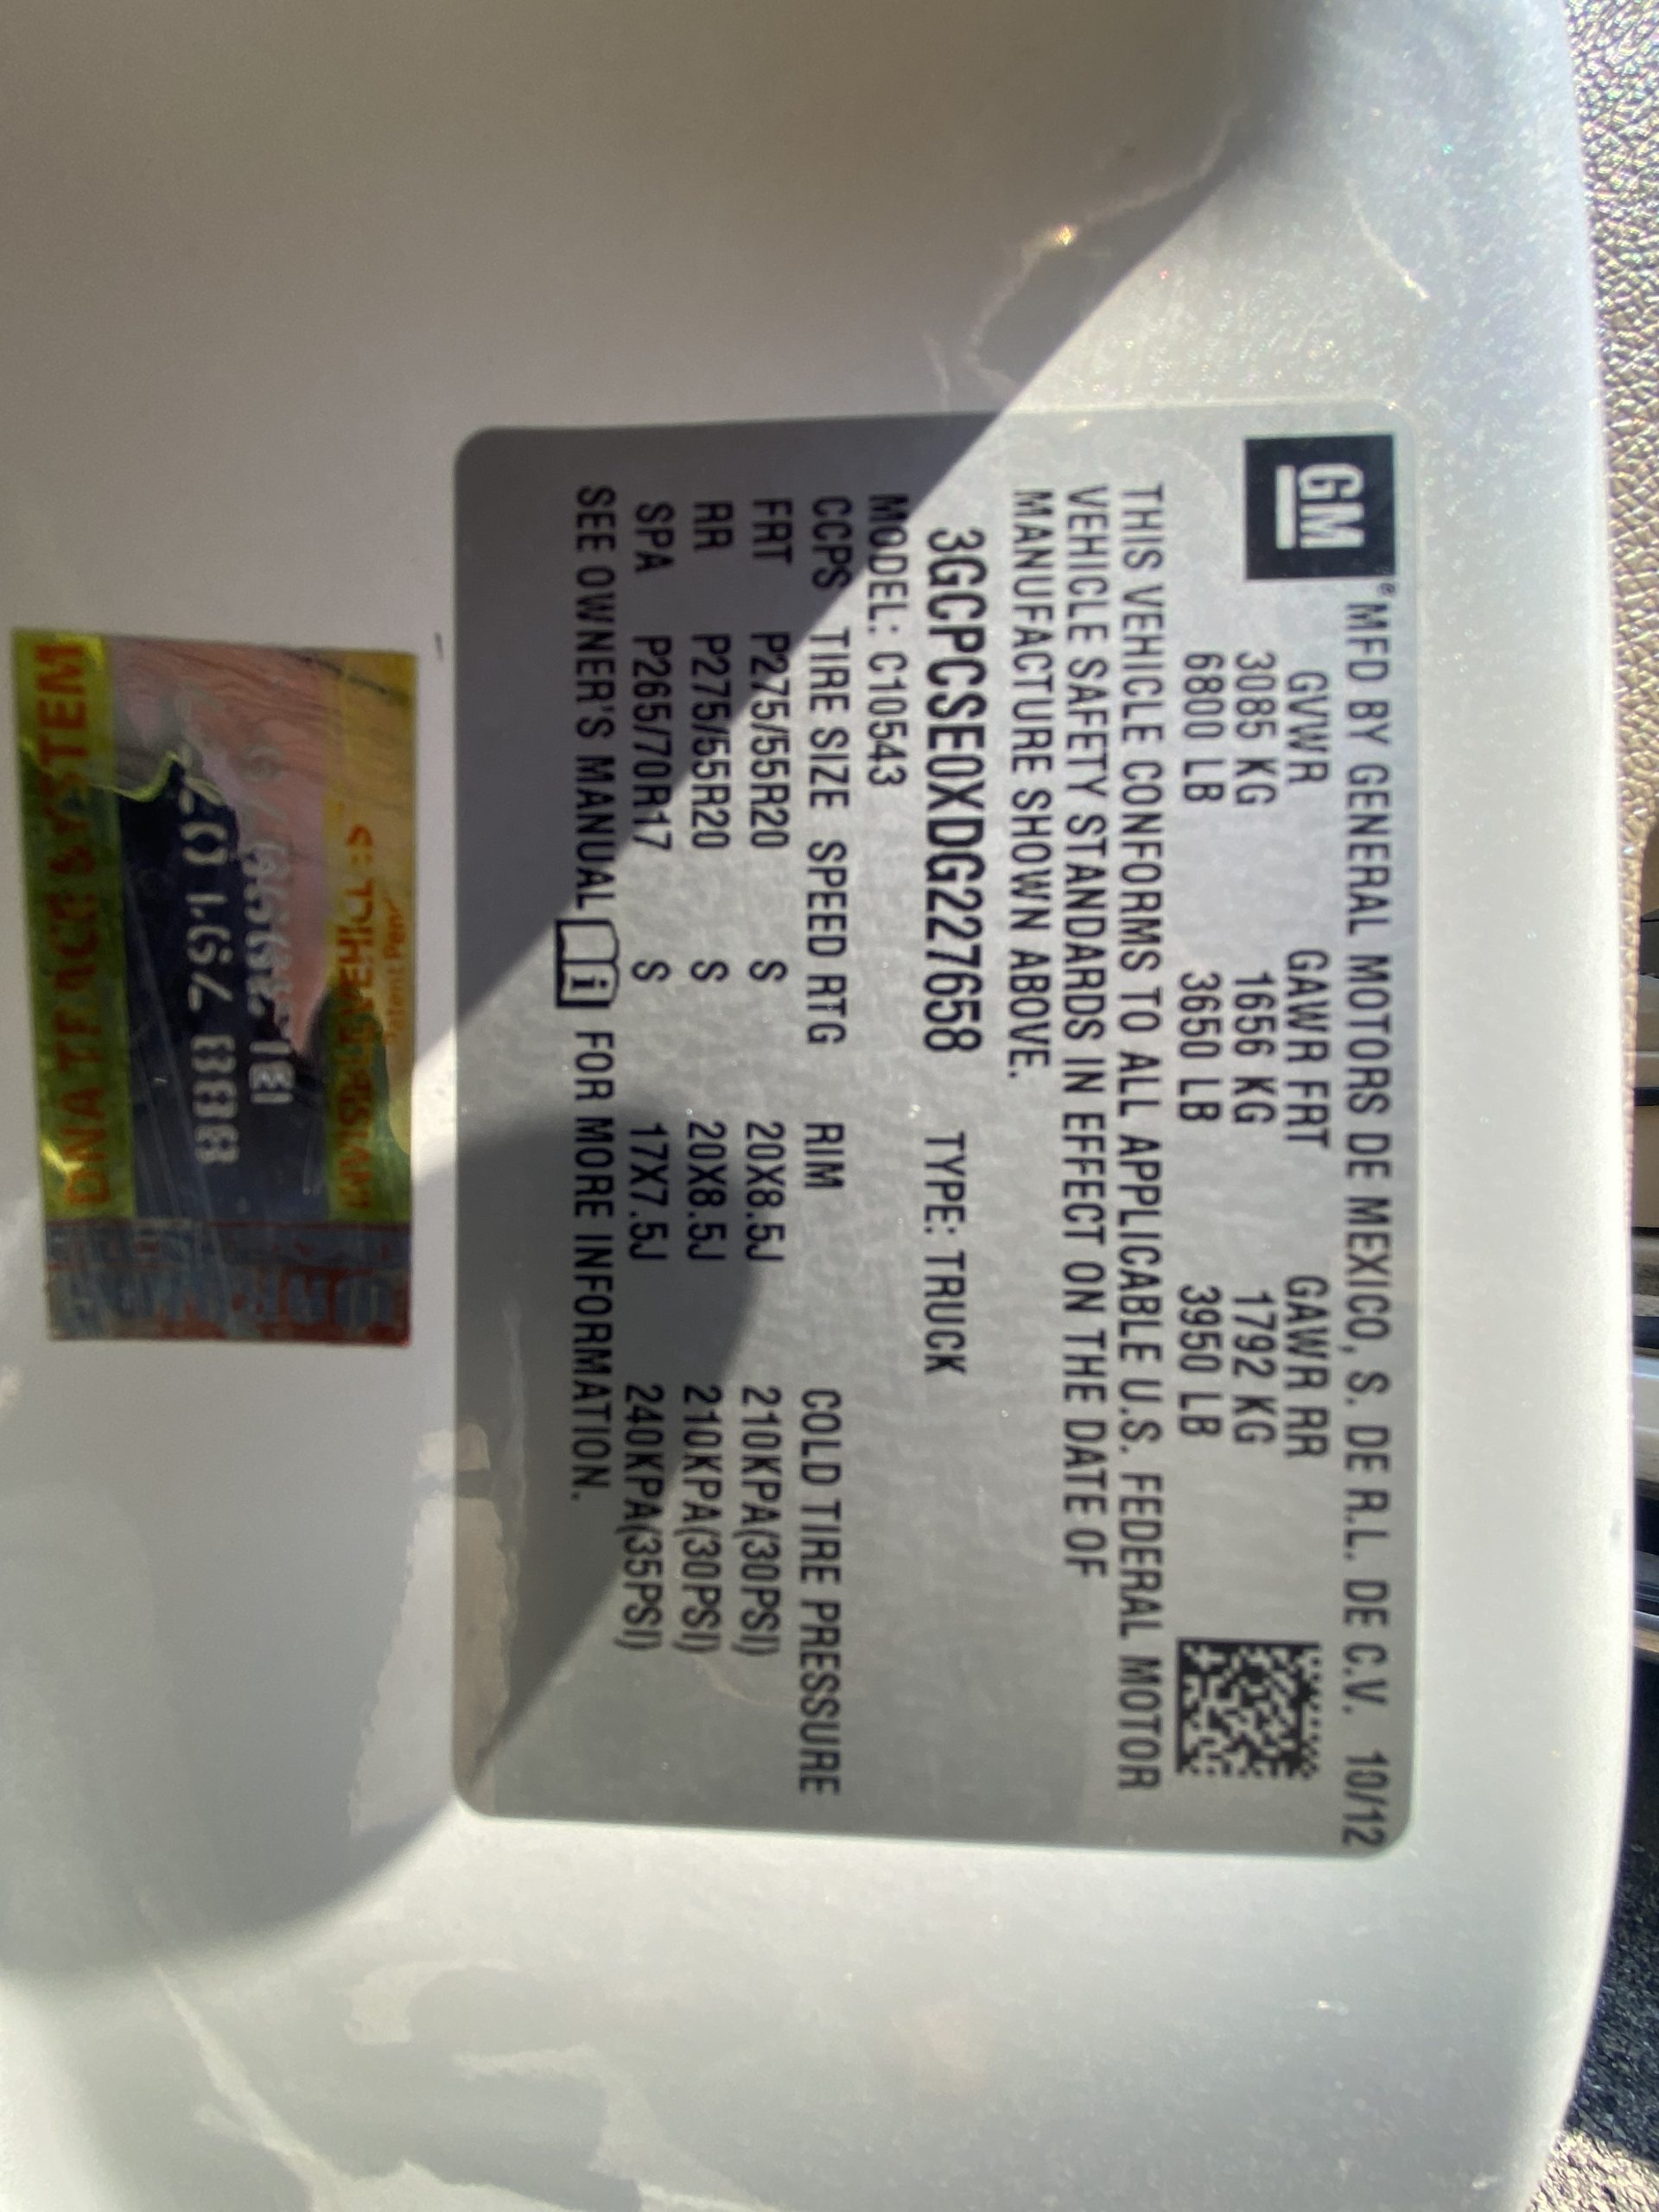 GM
®MFD BY GENERAL MOTORS DE MEXICO, S. DE R.L. DE C.V. 10/12
GVWR GAWR FRT GAWR RR
3085 KG 1656 KG 1792 KG
6800 LB 3650 LB 3950 LB
THIS VEHICLE CONFORMS TO ALL APPLICABLE U.S. FEDERAL MOTOR
VEHICLE SAFETY STANDARDS IN EFFECT ON THE DATE OF
MANUFACTURE SHOWN ABOVE.
3GCPCSE0XDG227658 TYPE: TRUCK
MODEL: C10543
CCPS TIRE SIZE SPEED RTG RIM COLD TIRE PRESSURE
FRT P275/55R20 S 20X8.5J 210KPA(30PSI)
RR P275/55R20 S 20X8.5J 210KPA(30PSI)
SPA P265/70R17 S 17X7.5J 240KPA(35PSI)
SEE OWNER'S MANUAL i FOR MORE INFORMATION.